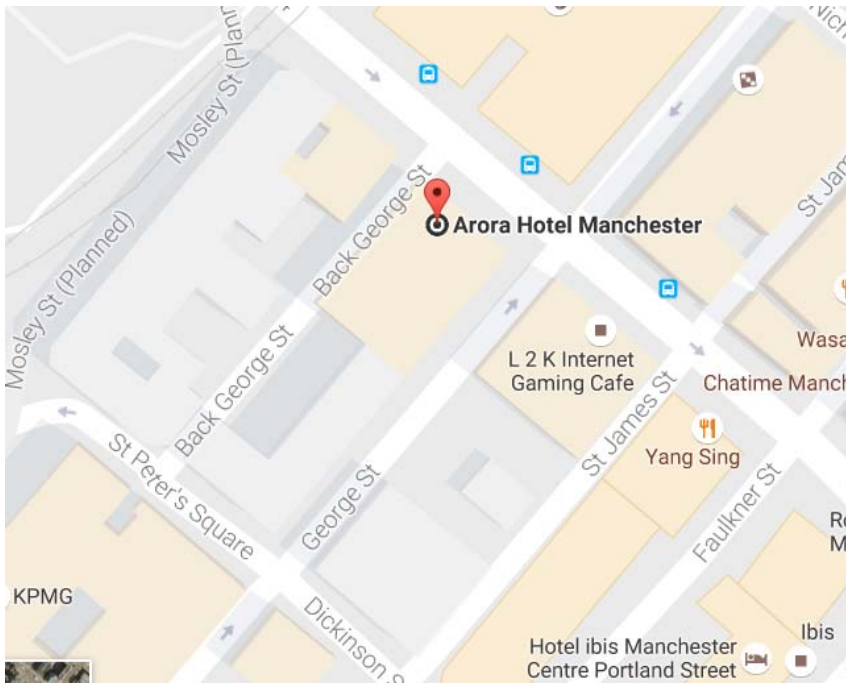 Nich
Mosley St (Planned)
St Jam
Back George St
Arora Hotel Manchester
Mosley St (Planned)
Wasa
L 2 K Internet
Gaming Cafe
Chatime Manch
Back George St
St James St
Yang Sing
St Peter's Square
George St
Faulkner St
Ro
M
KPMG
Dickinson S
Ibis
Hotel ibis Manchester
Centre Portland Street